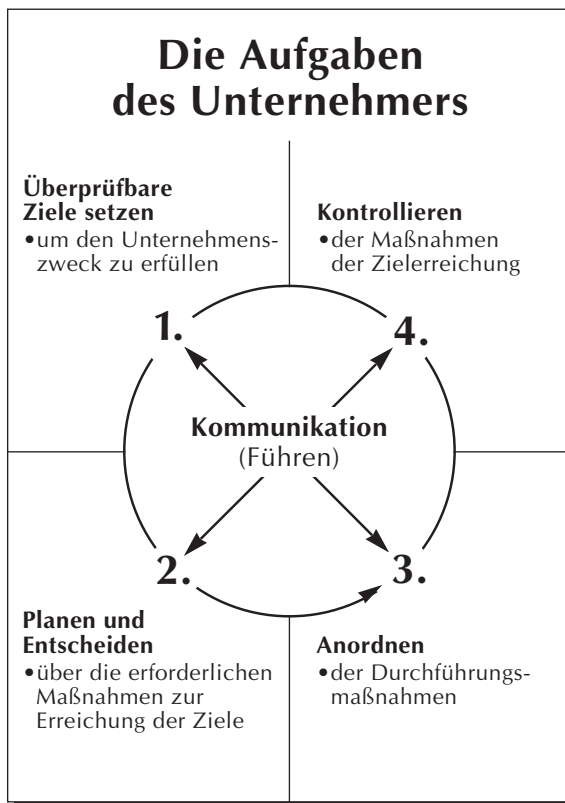 Die Aufgaben
des Unternehmers
Überprüfbare
Ziele setzen
•um den Unternehmens-
zweck zu erfüllen
Kontrollieren
•der Maßnahmen
der Zielerreichung
1.
4.
Kommunikation
(Führen)
2.
3.
Planen und
Entscheiden
•über die erforderlichen
Maßnahmen zur
Erreichung der Ziele
Anordnen
•der Durchführungs-
maßnahmen